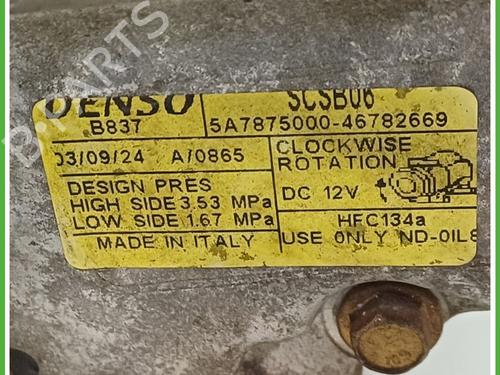 DENSO
SCSB06
B837
5A7875000-46782669
03/09/24 A/0865
CLOCKWISE
ROTATION
DESIGN PRES
HIGH SIDE 3.53 MPa
LOW SIDE 1.67 MPa
DC 12V
HFC134a
MADE IN ITALY
USE ONLY ND-OIL8
B-PARTS